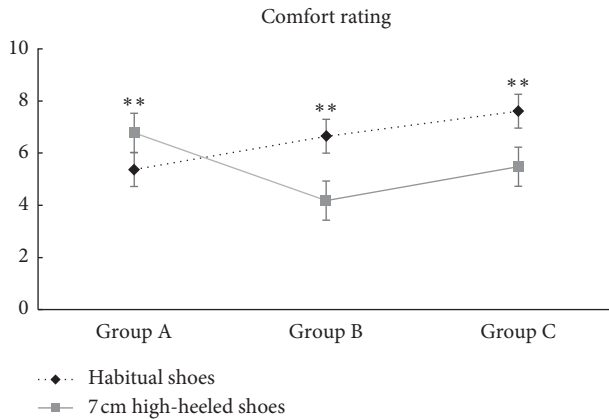 Comfort rating
10
8
6
4
2
0
** ** **
Group A Group B Group C
Habitual shoes
7 cm high-heeled shoes